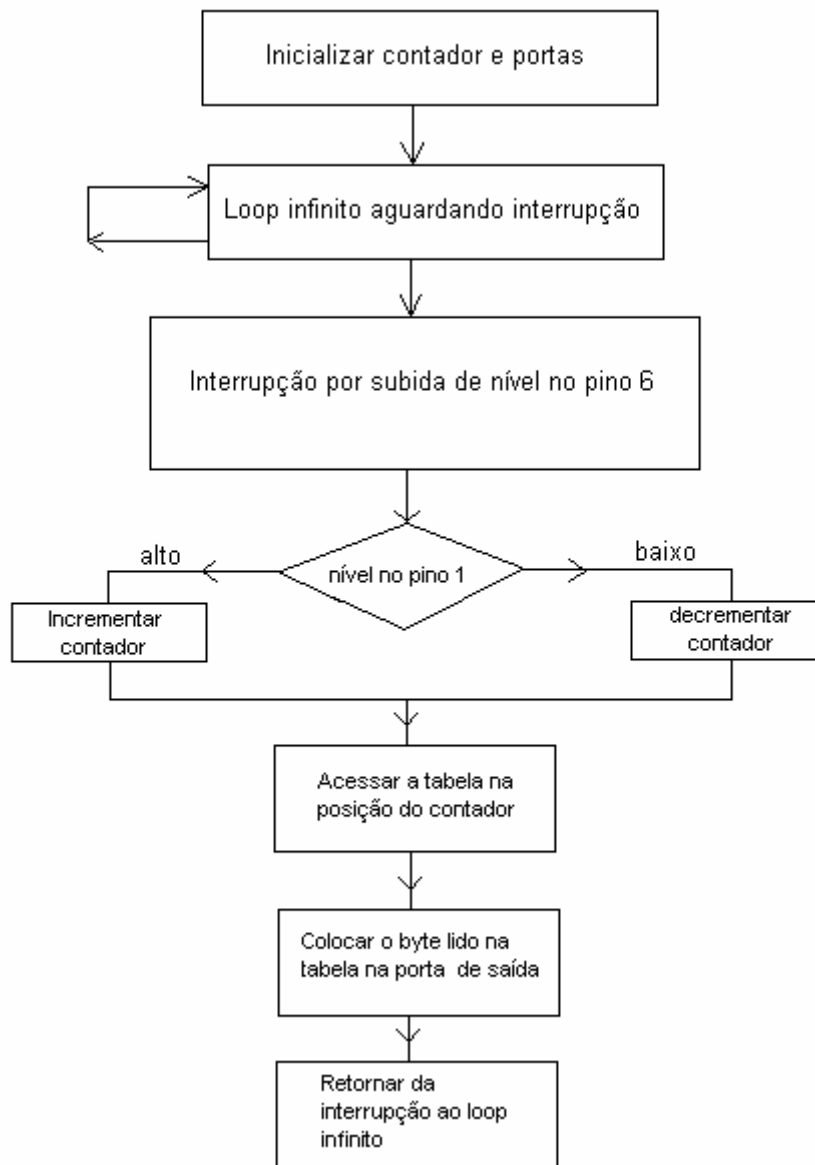 Inicializar contador e portas
Loop infinito aguardando interrupção
Interrupção por subida de nível no pino 6
alto
nível no pino 1
baixo
Incrementar
contador
decrementar
contador
Acessar a tabela na
posição do contador
Colocar o byte lido na
tabela na porta de saída
Retornar da
interrupção ao loop
infinito